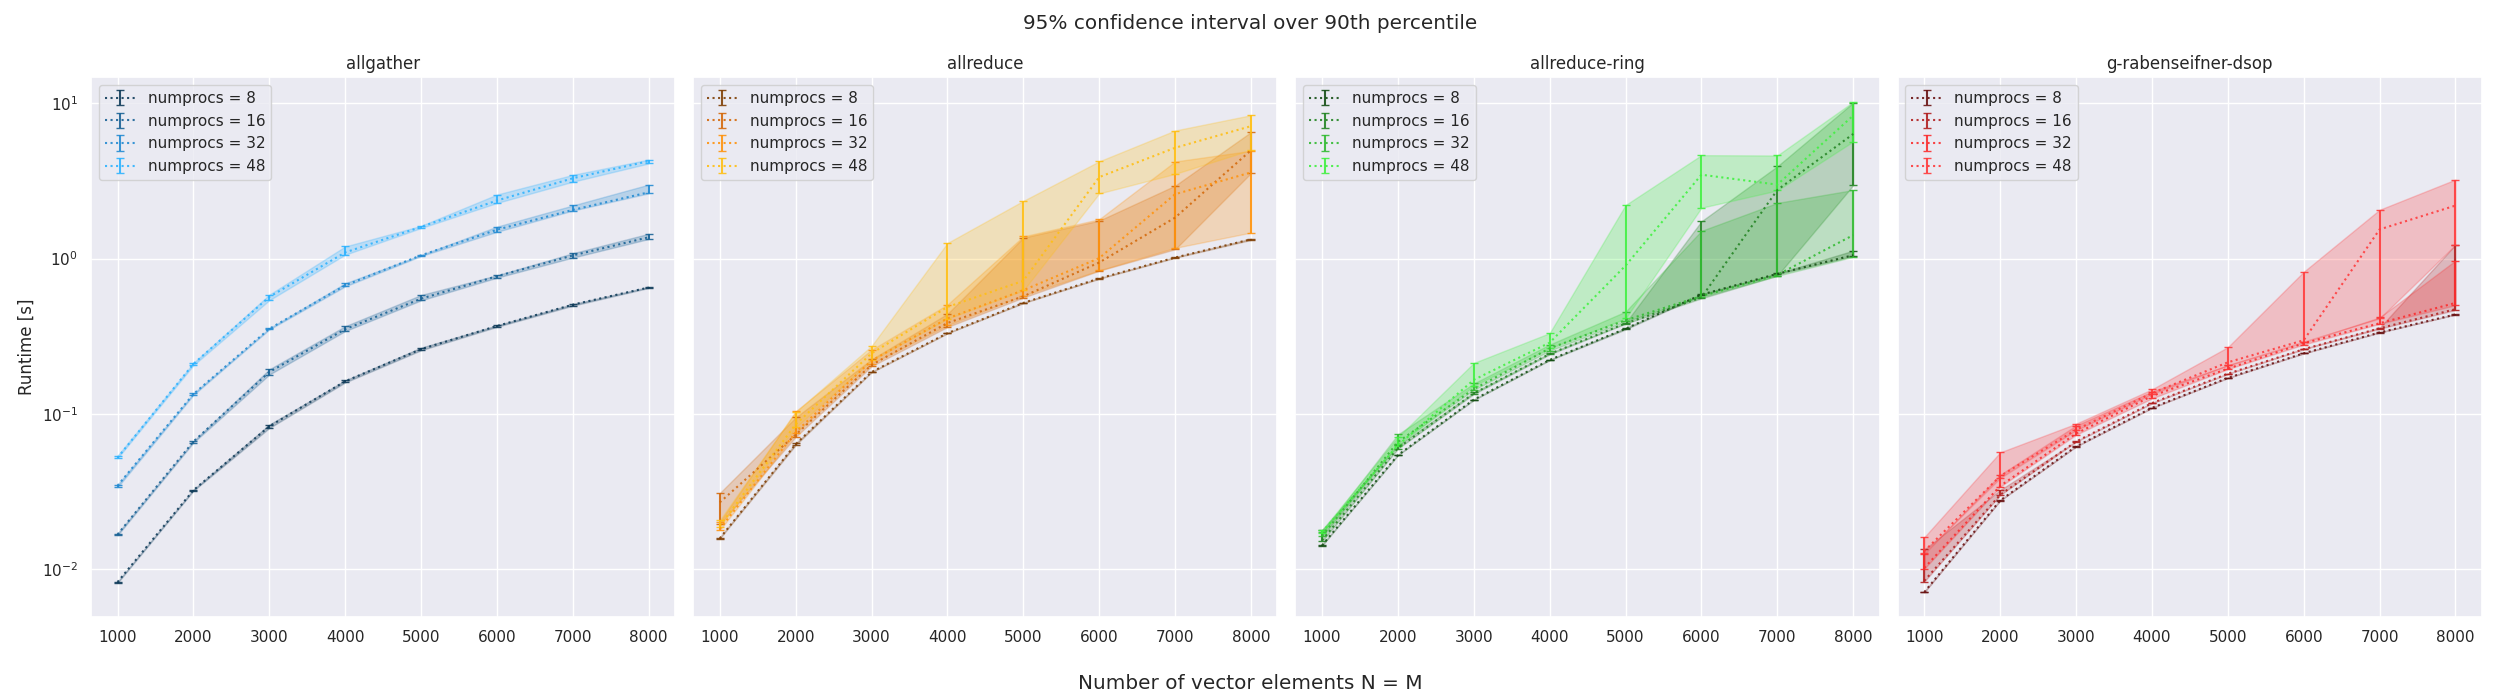 95% confidence interval over 90th percentile
allgather
allreduce
allreduce-ring
g-rabenseifner-dsop
numprocs = 8
numprocs = 16
numprocs = 32
numprocs = 48
numprocs = 8
numprocs = 16
numprocs = 32
numprocs = 48
numprocs = 8
numprocs = 16
numprocs = 32
numprocs = 48
numprocs = 8
numprocs = 16
numprocs = 32
numprocs = 48
10¹
10⁰
10⁻¹
10⁻²
Runtime [s]
1000 2000 3000 4000 5000 6000 7000 8000
1000 2000 3000 4000 5000 6000 7000 8000
1000 2000 3000 4000 5000 6000 7000 8000
1000 2000 3000 4000 5000 6000 7000 8000
Number of vector elements N = M